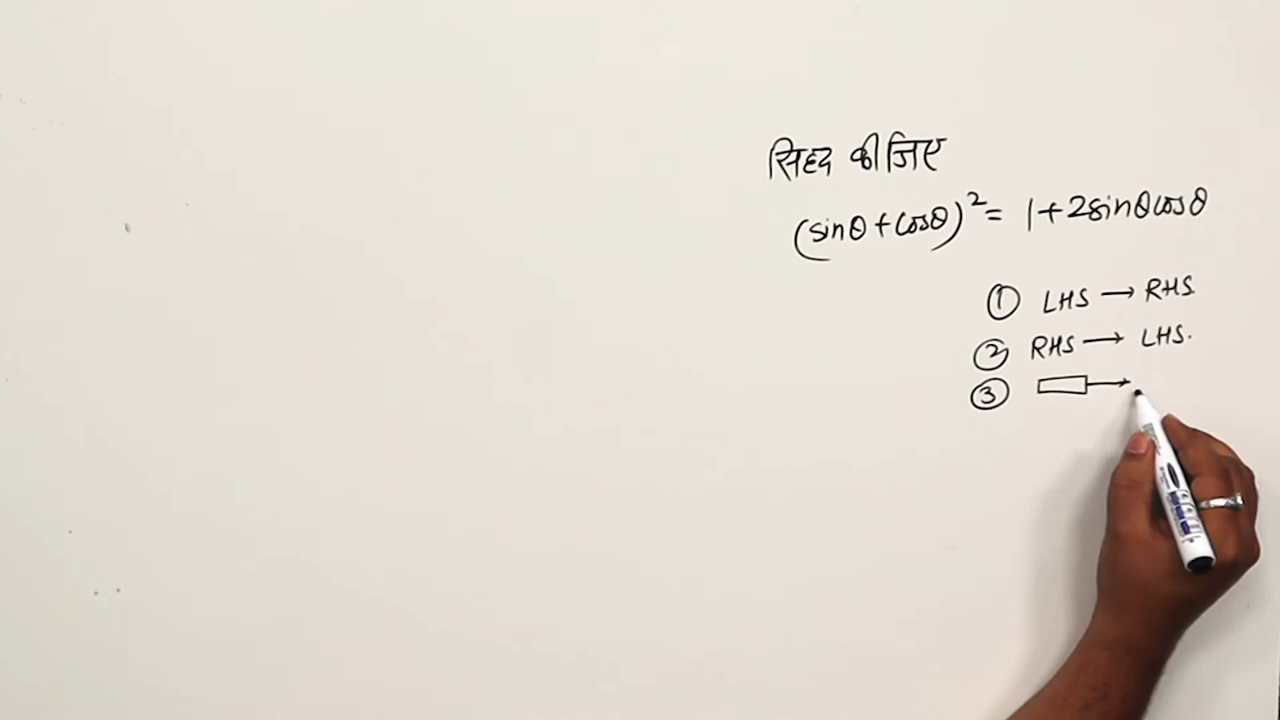 सिद्ध कीजिए
(sinθ + cosθ)² = 1+2sinθcosθ
① LHS → RHS
② RHS → LHS.
③ ▭→